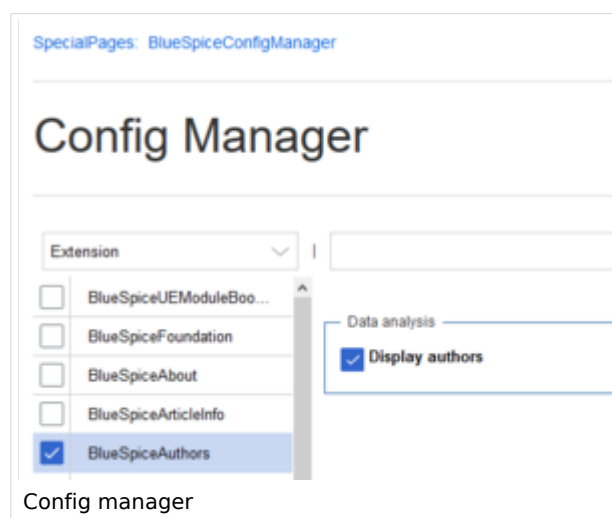 SpecialPages: BlueSpiceConfigManager
Config Manager
Extension |
BlueSpiceUEModuleBoo...
BlueSpiceFoundation
BlueSpiceAbout
BlueSpiceArticleInfo
BlueSpiceAuthors
Data analysis
Display authors
Config manager